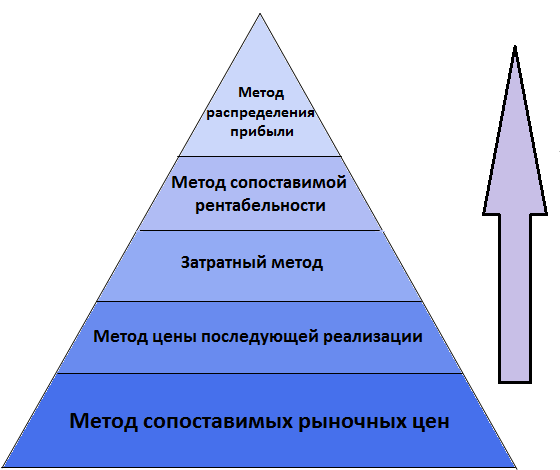 Метод
распределения
прибыли
Метод сопоставимой
рентабельности
Затратный метод
Метод цены последующей реализации
Метод сопоставимых рыночных цен